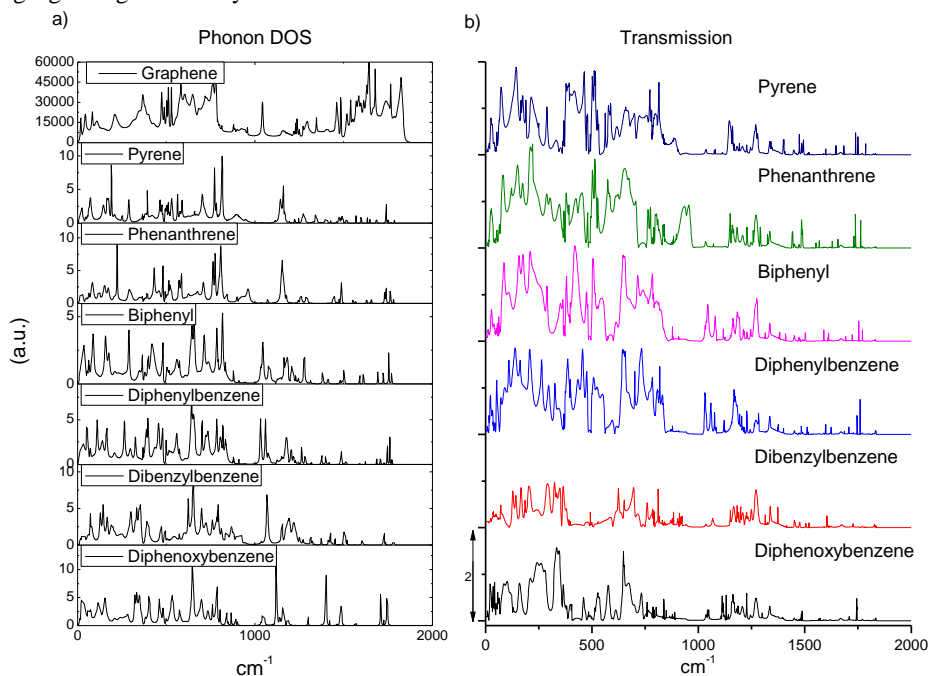 a)
Phonon DOS
60000
45000
30000
15000
0
Graphene
10
5
0
Pyrene
10
5
0
Phenanthrene
5
0
Biphenyl
5
0
Diphenylbenzene
10
5
0
Dibenzylbenzene
10
5
0
Diphenoxybenzene
(a.u.)
0
1000
2000
cm-1
b)
Transmission
Pyrene
Phenanthrene
Biphenyl
Diphenylbenzene
Dibenzylbenzene
Diphenoxybenzene
2
0
500
1000
1500
2000
cm-1